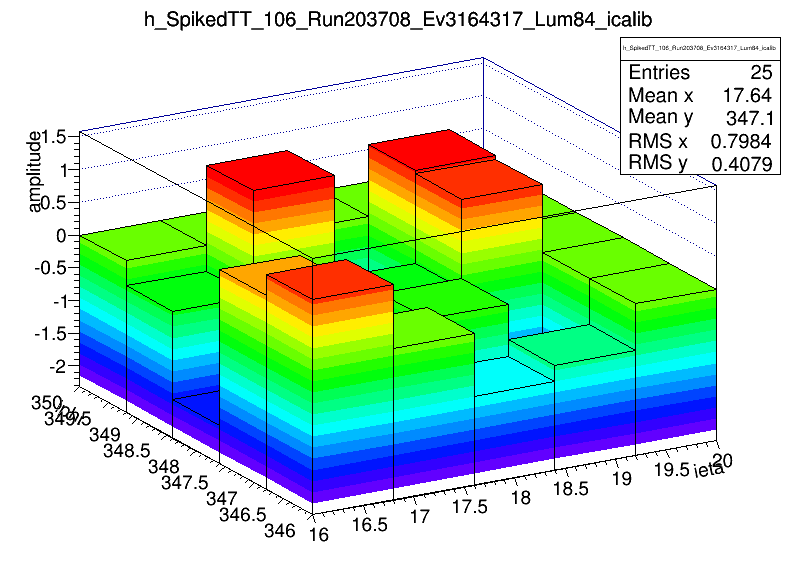 h_SpikedTT_106_Run203708_Ev3164317_Lum84_icalib
h_SpikedTT_106_Run203708_Ev3164317_Lum84_icalib
Entries 25
Mean x 17.64
Mean y 347.1
RMS x 0.7984
RMS y 0.4079
amplitude
1.5
1
0.5
0
-0.5
-1
-1.5
-2
350
349.5
349
348.5
348
347.5
347
346.5
346
16
16.5
17
17.5
18
18.5
19
19.5
20
ieta